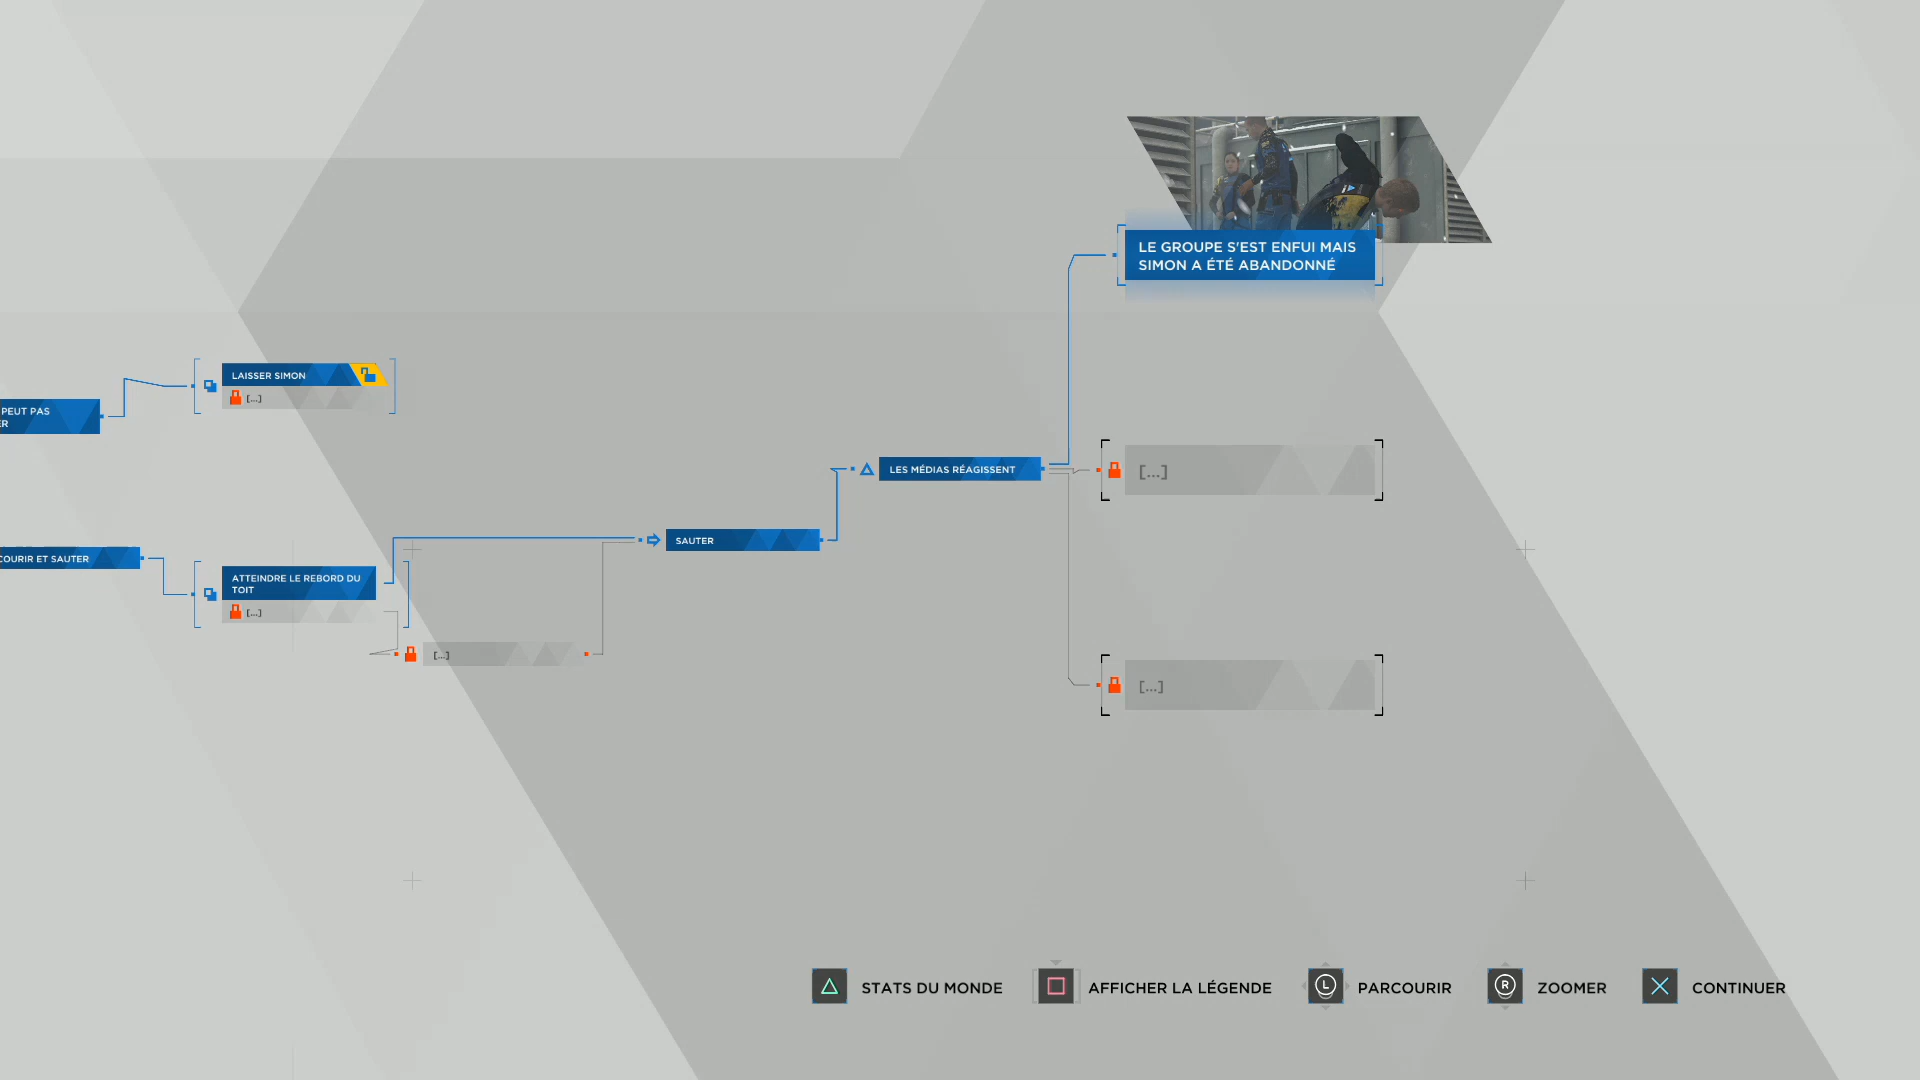 LE GROUPE S'EST ENFUI MAIS
SIMON A ÉTÉ ABANDONNÉ
LAISSER SIMON
[...]
PEUT PAS
ER
LES MÉDIAS RÉAGISSENT
[...]
SAUTER
COURIR ET SAUTER
ATTEINDRE LE REBORD DU
TOIT
[...]
[...]
[...]
STATS DU MONDE
AFFICHER LA LÉGENDE
L
PARCOURIR
R
ZOOMER
CONTINUER